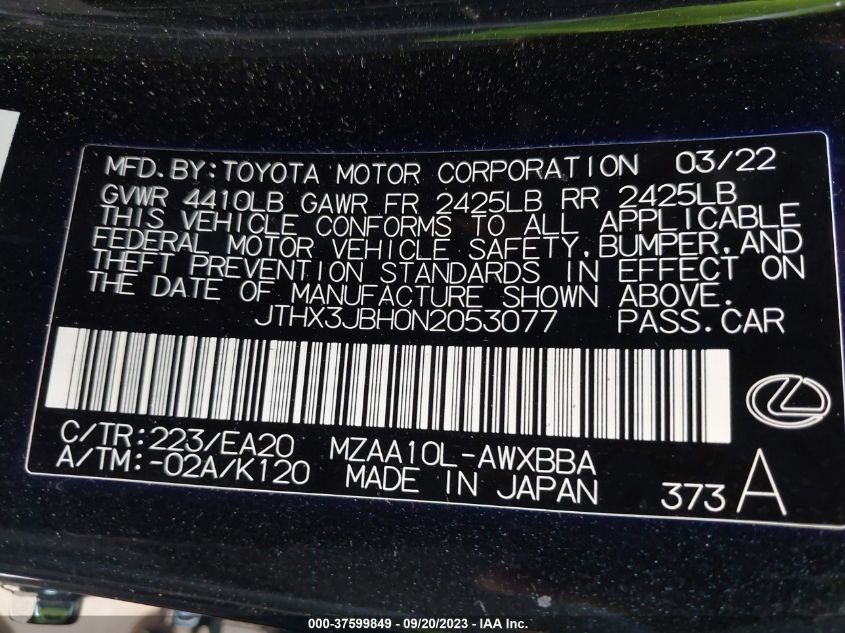 MFD.BY:TOYOTA MOTOR CORPORATION 03/22
GVWR 4410LB GAWR FR 2425LB RR 2425LB
THIS VEHICLE CONFORMS TO ALL APPLICABLE
FEDERAL MOTOR VEHICLE SAFETY,BUMPER,AND
THEFT PREVENTION STANDARDS IN EFFECT ON
THE DATE OF MANUFACTURE SHOWN ABOVE.
JTHX3JBH0N2053077 PASS.CAR
C/TR:223/EA20 MZAA10L-AWXBBA
A/TM:-02A/K120 MADE IN JAPAN 373 A
000-37599849 - 09/20/2023 - IAA Inc.